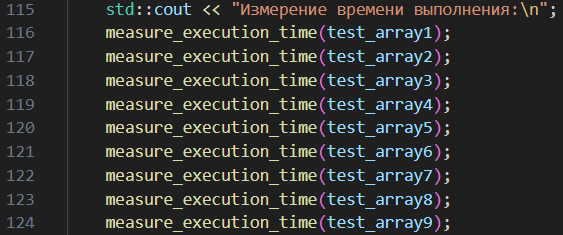 115 std::cout << "Измерение времени выполнения:\n";
116 measure_execution_time(test_array1);
117 measure_execution_time(test_array2);
118 measure_execution_time(test_array3);
119 measure_execution_time(test_array4);
120 measure_execution_time(test_array5);
121 measure_execution_time(test_array6);
122 measure_execution_time(test_array7);
123 measure_execution_time(test_array8);
124 measure_execution_time(test_array9);